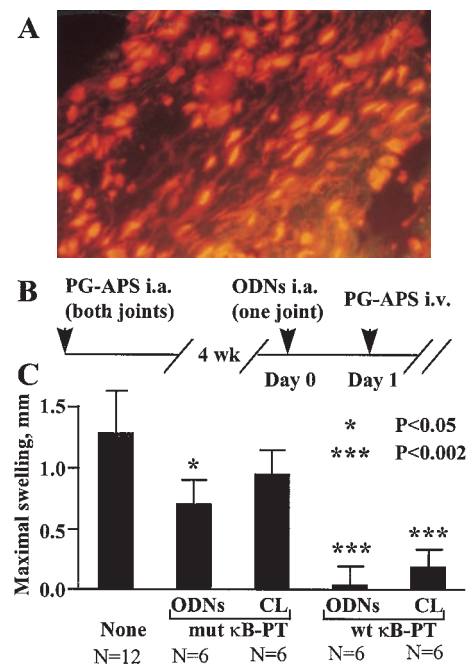 A
B
PG-APS i.a.
(both joints)
ODNs i.a.
(one joint)
PG-APS i.v.
4 wk
Day 0
Day 1
C
Maximal swelling, mm
1.5
1.0
0.5
0.0
*
***
***
* P<0.05
*** P<0.002
ODNs CL ODNs CL
None mut κB-PT wt κB-PT
N=12 N=6 N=6 N=6 N=6